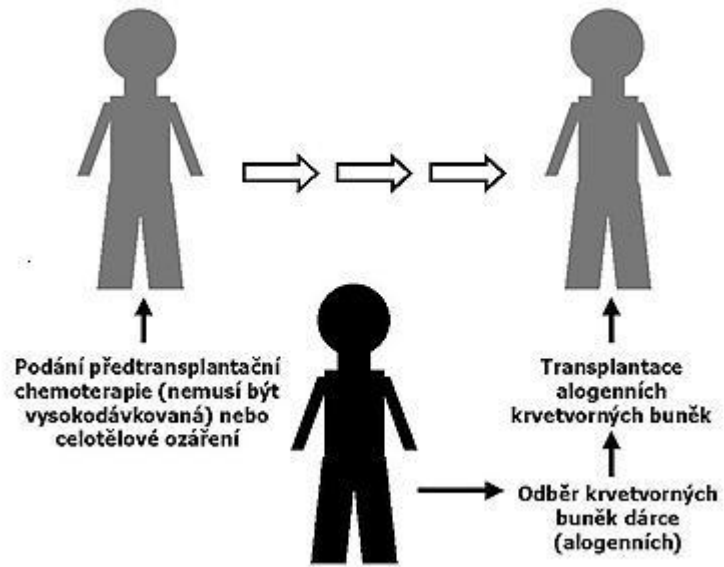 Podání předtransplantační
chemoterapie (nemusí být
vysokodávkovaná) nebo
celotělové ozáření
Transplantace
alogenních
krvetvorných buněk
Odběr krvetvorných
buněk dárce
(alogenních)